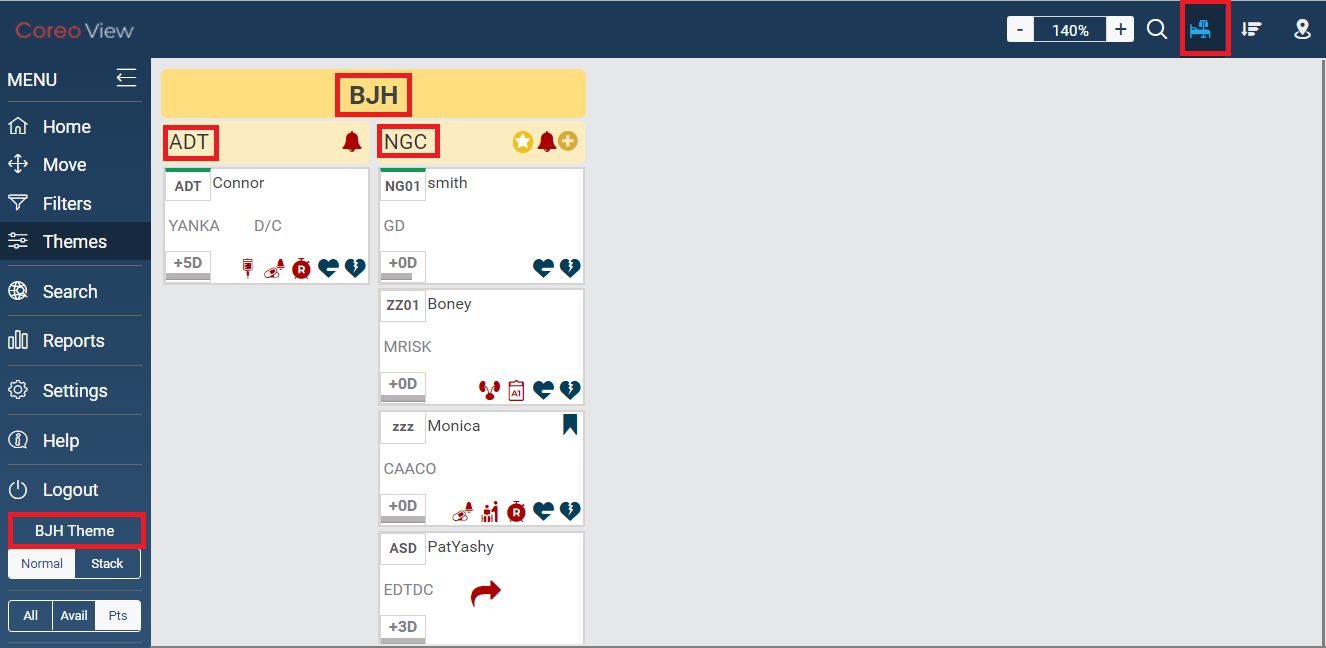 Coreo View
- 140% +
MENU
Home
Move
Filters
Themes
Search
Reports
Settings
Help
Logout
BJH Theme
Normal Stack
All Avail Pts
BJH
ADT
ADT Connor
YANKA D/C
+5D
R
NGC
NG01 smith
GD
+0D
ZZ01 Boney
MRISK
+0D
A1
zzz Monica
CAACO
+0D
R
ASD PatYashy
EDTDC
+3D